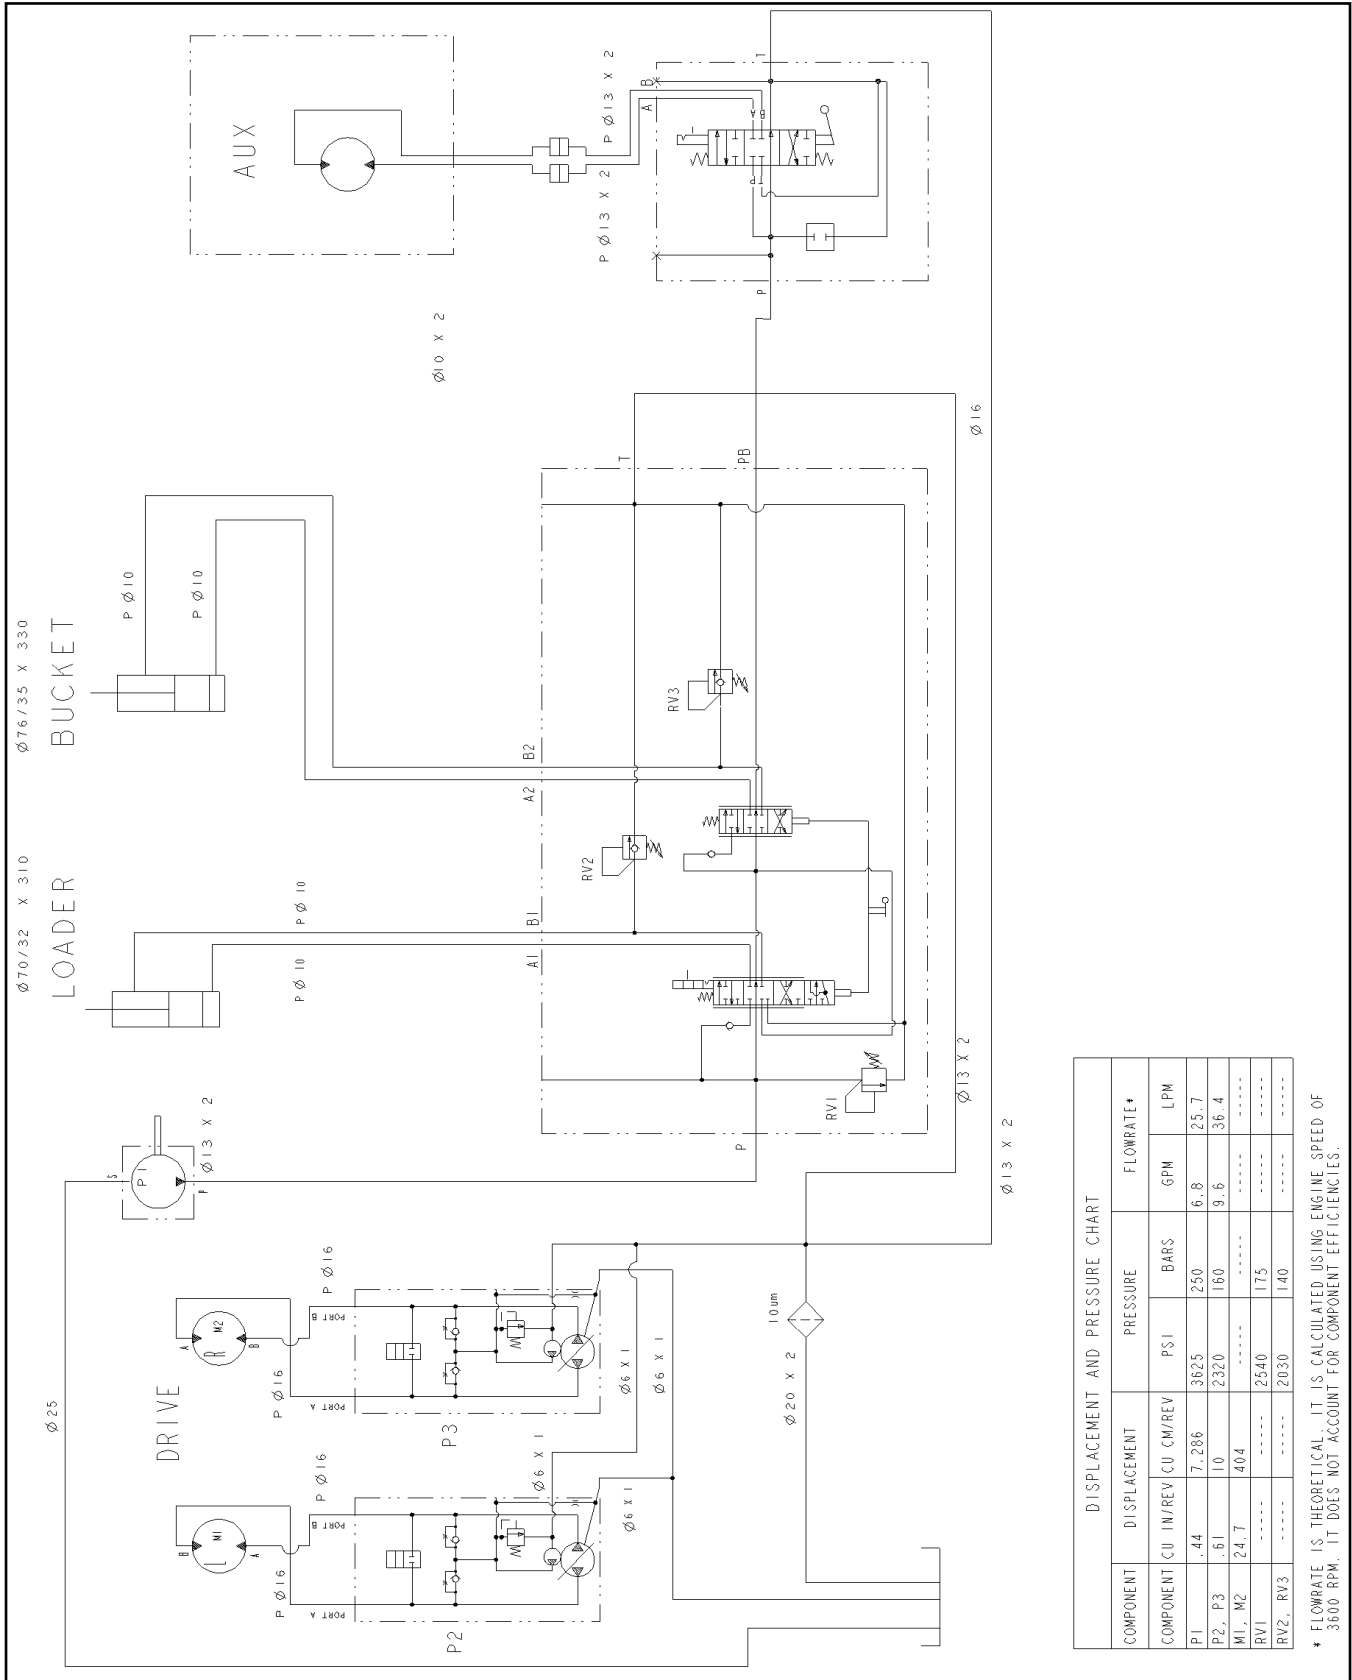 AUX
P Ø13 X 2
P Ø13 X 2
A
B
T
A
B
P
T
P
Ø10 X 2
Ø16
Ø76/35 X 330
BUCKET
P Ø10
P Ø10
T
PB
RV3
B2
A2
Ø70/32 X 310
LOADER
P Ø10
P Ø10
RV2
B1
A1
RV1
P
Ø13 X 2
Ø13 X 2
S
P1
P
Ø13 X 2
Ø25
DRIVE
A
R M2
B
P Ø16
P Ø16
PORT B
PORT A
P3
Ø6 X 1
Ø6 X 1
10um
Ø20 X 2
B
L M1
A
P Ø16
P Ø16
PORT B
PORT A
P2
Ø6 X 1
Ø6 X 1
DISPLACEMENT AND PRESSURE CHART
COMPONENT DISPLACEMENT PRESSURE FLOWRATE*
COMPONENT CU IN/REV CU CM/REV PSI BARS GPM LPM
P1 .44 7.286 3625 250 6.8 25.7
P2, P3 .61 10 2320 160 9.6 36.4
M1, M2 24.7 404 ----- ----- ----- -----
RV1 ----- ----- 2540 175 ----- -----
RV2, RV3 ----- ----- 2030 140 ----- -----
* FLOWRATE IS THEORETICAL. IT IS CALCULATED USING ENGINE SPEED OF
3600 RPM. IT DOES NOT ACCOUNT FOR COMPONENT EFFICIENCIES.